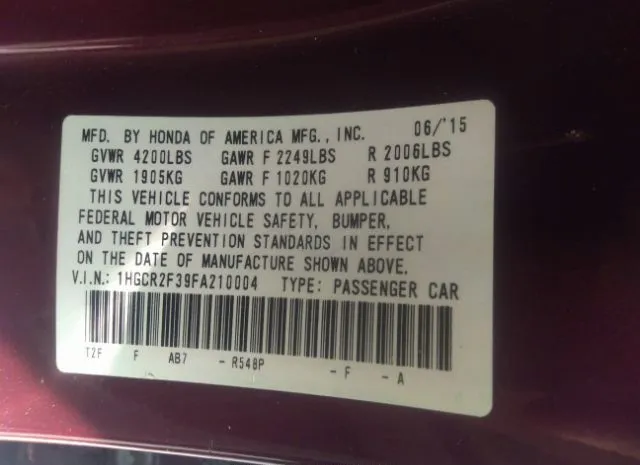 MFD. BY HONDA OF AMERICA MFG., INC. 06/'15
GVWR 4200LBS GAWR F 2249LBS R 2006LBS
GVWR 1905KG GAWR F 1020KG R 910KG
THIS VEHICLE CONFORMS TO ALL APPLICABLE
FEDERAL MOTOR VEHICLE SAFETY, BUMPER,
AND THEFT PREVENTION STANDARDS IN EFFECT
ON THE DATE OF MANUFACTURE SHOWN ABOVE.
V.I.N.: 1HGCR2F39FA210004 TYPE: PASSENGER CAR
T2F F AB7 - R548P - F - A